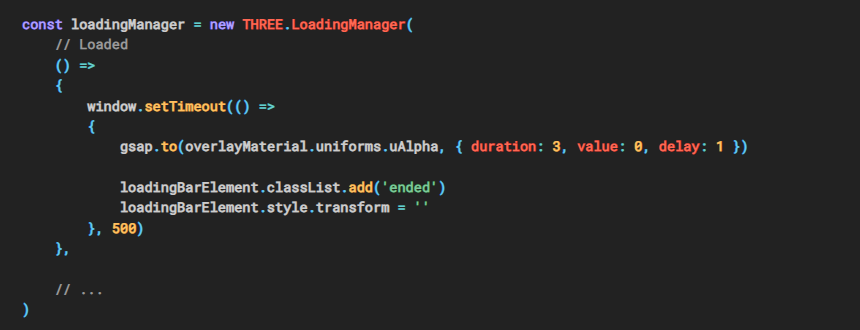 const loadingManager = new THREE.LoadingManager(
    // Loaded
    () =>
    {
        window.setTimeout(() =>
        {
            gsap.to(overlayMaterial.uniforms.uAlpha, { duration: 3, value: 0, delay: 1 })

            loadingBarElement.classList.add('ended')
            loadingBarElement.style.transform = ''
        }, 500)
    },

    // ...
)